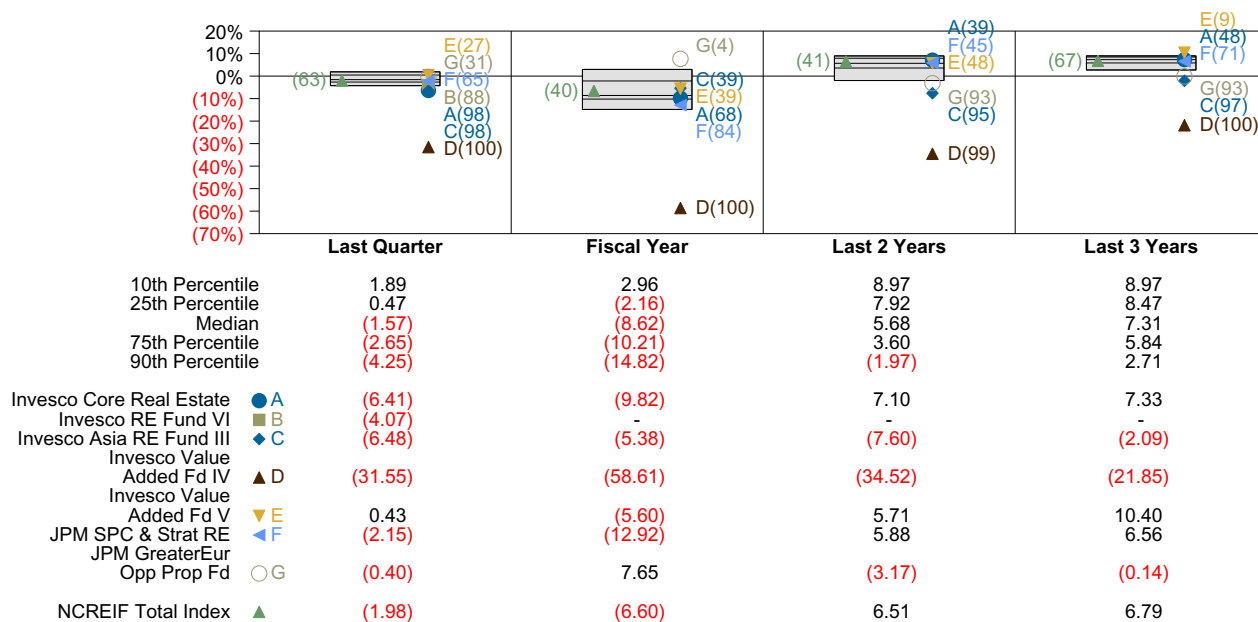 20%
10%
0%
(10%)
(20%)
(30%)
(40%)
(50%)
(60%)
(70%)
Last Quarter Fiscal Year Last 2 Years Last 3 Years
(63)
E(27)
G(31)
F(65)
B(88)
A(98)
C(98)
D(100)
(40)
G(4)
C(39)
E(39)
A(68)
F(84)
D(100)
(41)
A(39)
F(45)
E(48)
G(93)
C(95)
D(99)
(67)
E(9)
A(48)
F(71)
G(93)
C(97)
D(100)
10th Percentile 1.89 2.96 8.97 8.97
25th Percentile 0.47 (2.16) 7.92 8.47
Median (1.57) (8.62) 5.68 7.31
75th Percentile (2.65) (10.21) 3.60 5.84
90th Percentile (4.25) (14.82) (1.97) 2.71
Invesco Core Real Estate A (6.41) (9.82) 7.10 7.33
Invesco RE Fund VI B (4.07) - - -
Invesco Asia RE Fund III C (6.48) (5.38) (7.60) (2.09)
Invesco Value
Added Fd IV D (31.55) (58.61) (34.52) (21.85)
Invesco Value
Added Fd V E 0.43 (5.60) 5.71 10.40
JPM SPC & Strat RE F (2.15) (12.92) 5.88 6.56
JPM GreaterEur
Opp Prop Fd G (0.40) 7.65 (3.17) (0.14)
NCREIF Total Index (1.98) (6.60) 6.51 6.79